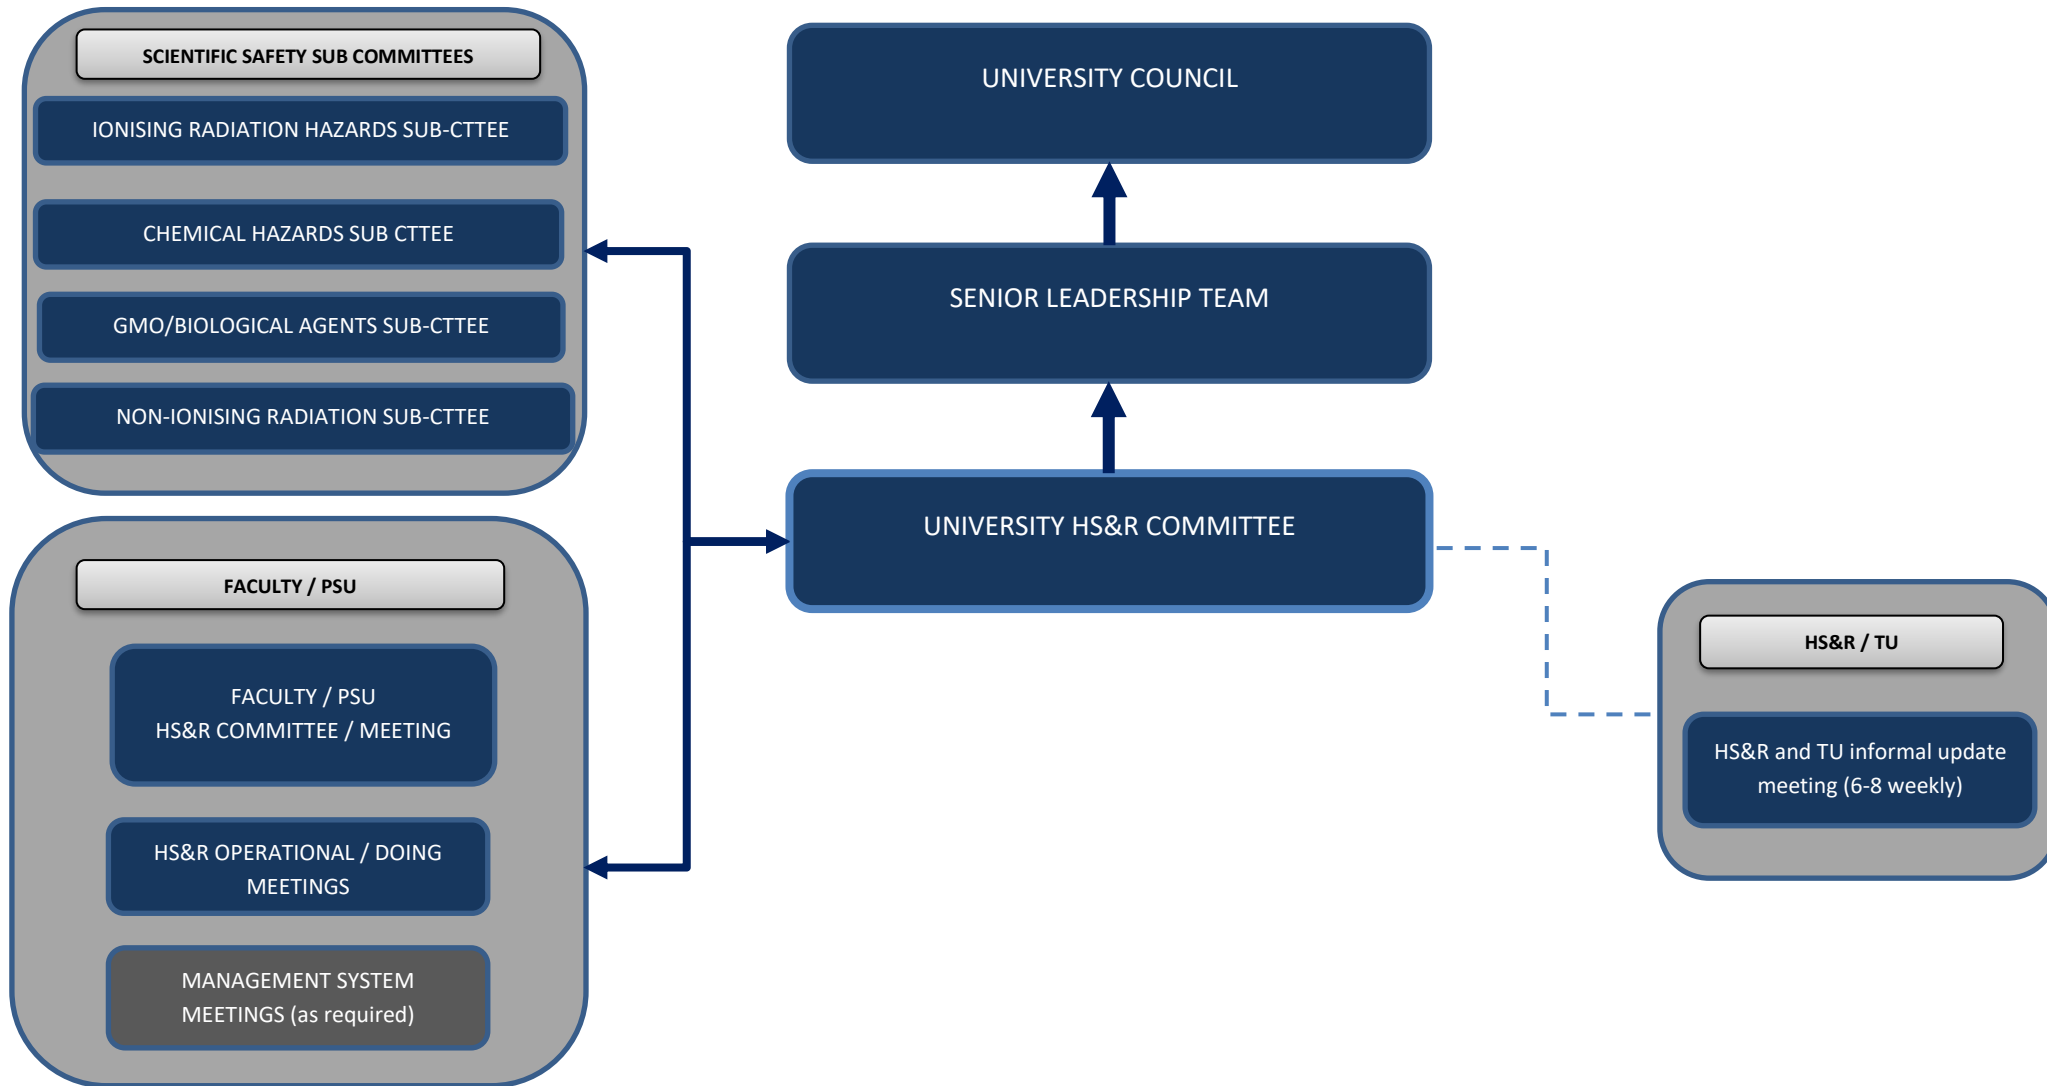 SCIENTIFIC SAFETY SUB COMMITTEES
IONISING RADIATION HAZARDS SUB-CTTEE
CHEMICAL HAZARDS SUB CTTEE
GMO/BIOLOGICAL AGENTS SUB-CTTEE
NON-IONISING RADIATION SUB-CTTEE
UNIVERSITY COUNCIL
SENIOR LEADERSHIP TEAM
UNIVERSITY HS&R COMMITTEE
FACULTY / PSU
FACULTY / PSU
HS&R COMMITTEE / MEETING
HS&R OPERATIONAL / DOING
MEETINGS
MANAGEMENT SYSTEM
MEETINGS (as required)
HS&R / TU
HS&R and TU informal update
meeting (6-8 weekly)